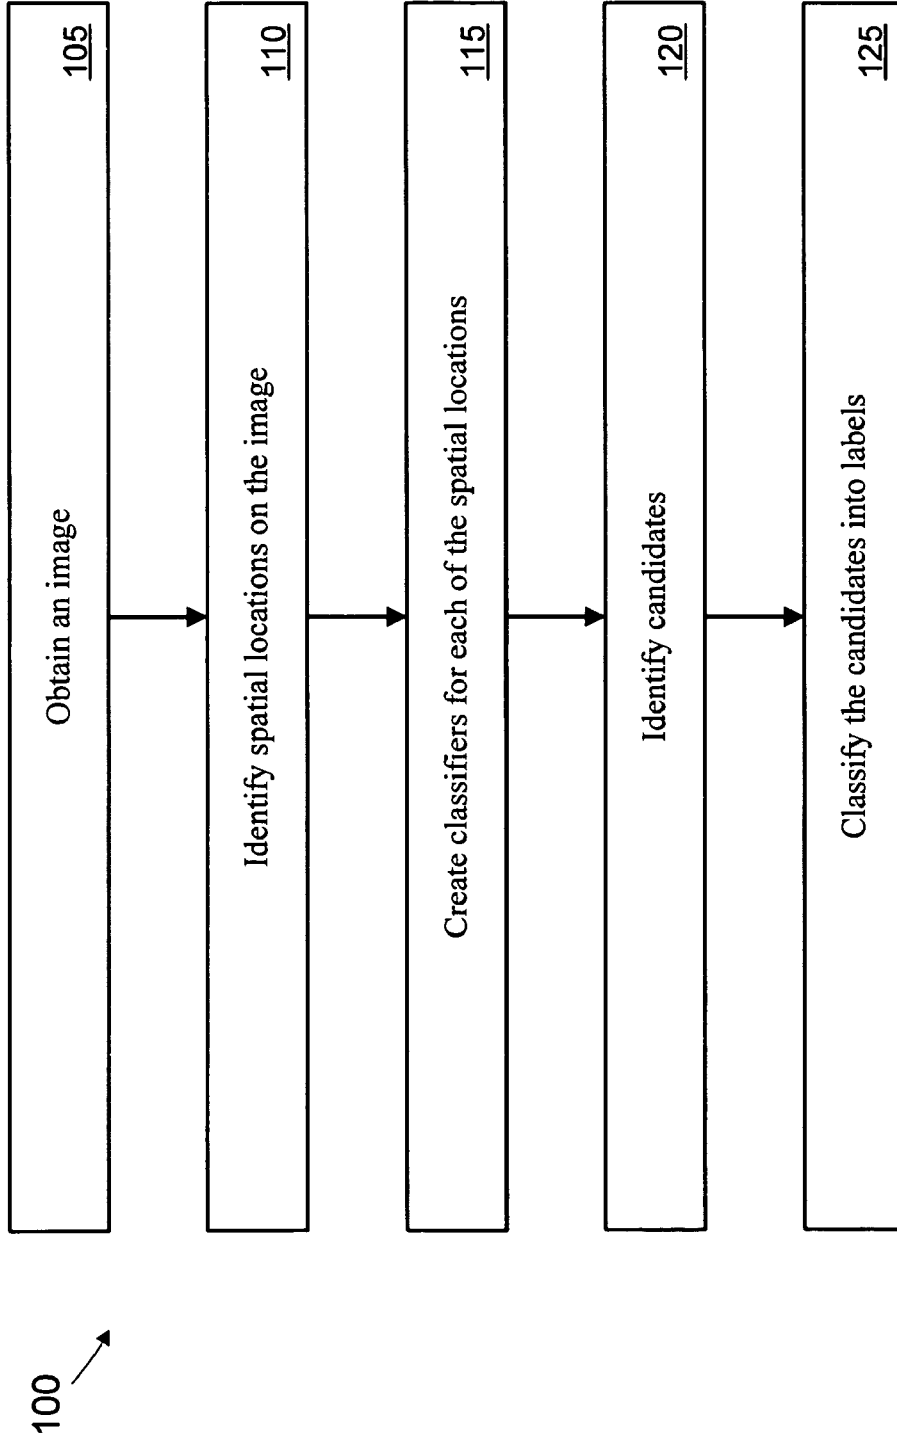 100
Obtain an image
105
Identify spatial locations on the image
110
Create classifiers for each of the spatial locations
115
Identify candidates
120
Classify the candidates into labels
125